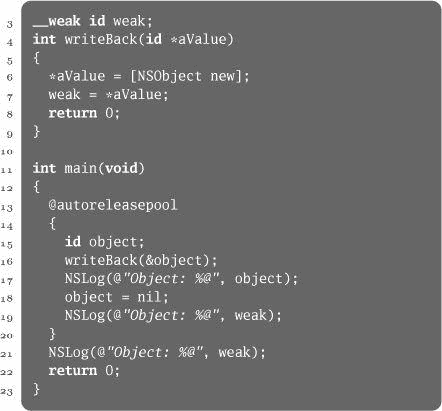 3 __weak id weak;
4 int writeBack(id *aValue)
5 {
6   *aValue = [NSObject new];
7   weak = *aValue;
8   return 0;
9 }
10
11 int main(void)
12 {
13   @autoreleasepool
14   {
15     id object;
16     writeBack(&object);
17     NSLog(@"Object: %@", object);
18     object = nil;
19     NSLog(@"Object: %@", weak);
20   }
21   NSLog(@"Object: %@", weak);
22   return 0;
23 }